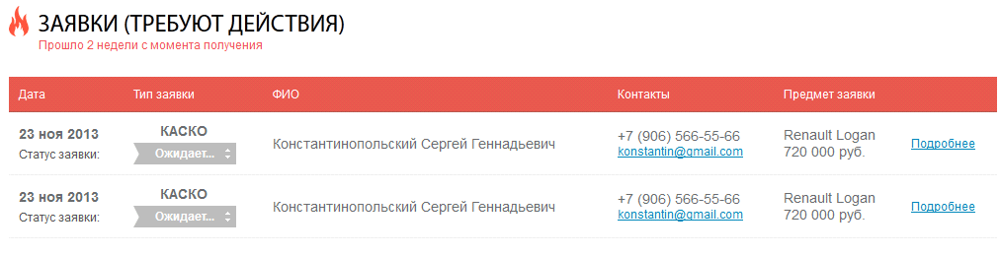 ЗАЯВКИ (ТРЕБУЮТ ДЕЙСТВИЯ)
Прошло 2 недели с момента получения
Дата Тип заявки ФИО Контакты Предмет заявки
23 ноя 2013 КАСКО Константинопольский Сергей Геннадьевич +7 (906) 566-55-66 Renault Logan Подробнее
Статус заявки: Ожидает... konstantin@gmail.com 720 000 руб.
23 ноя 2013 КАСКО Константинопольский Сергей Геннадьевич +7 (906) 566-55-66 Renault Logan Подробнее
Статус заявки: Ожидает... konstantin@gmail.com 720 000 руб.